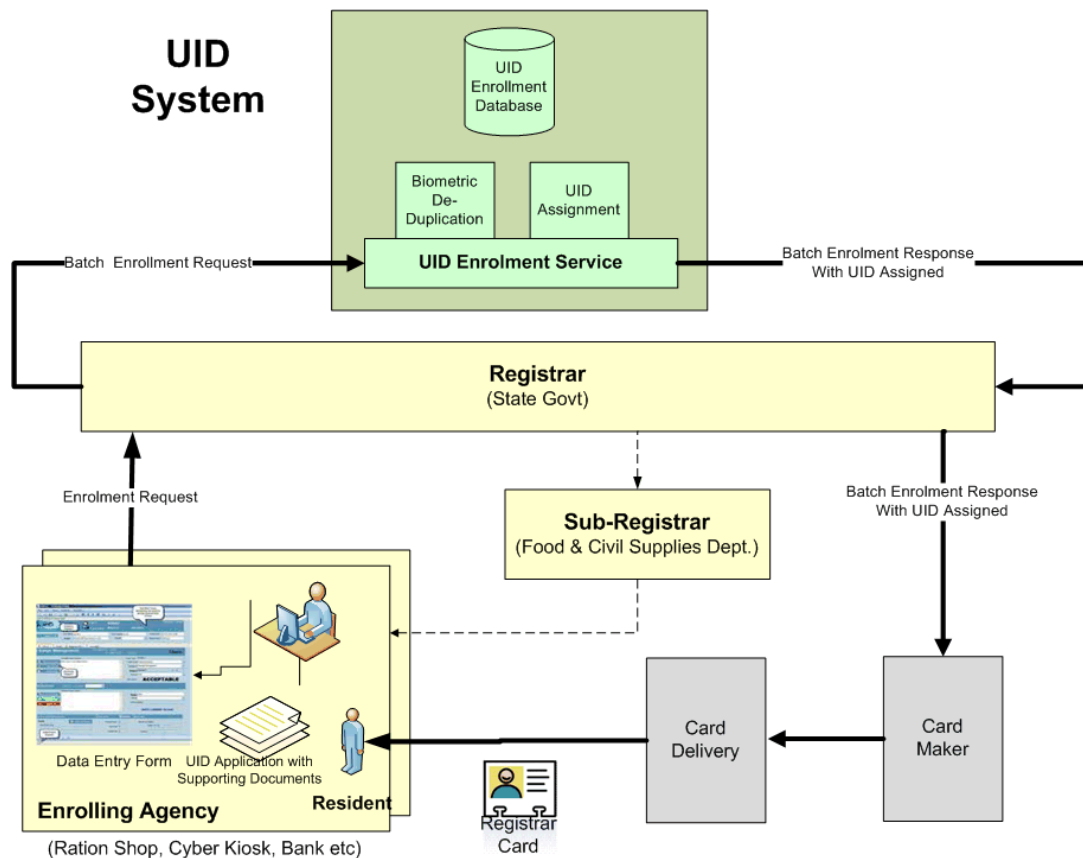 UID
System
UID
Enrollment
Database
Biometric
De-
Duplication
UID
Assignment
UID Enrolment Service
Batch  Enrollment Request
Batch Enrolment Response
With UID Assigned
Registrar
(State Govt)
Enrolment Request
Batch Enrolment Response
With UID Assigned
Sub-Registrar
(Food & Civil Supplies Dept.)
ACCEPTABLE
Data Entry Form
UID Application with
Supporting Documents
Resident
Enrolling Agency
(Ration Shop, Cyber Kiosk, Bank etc)
Registrar
Card
Card
Delivery
Card
Maker